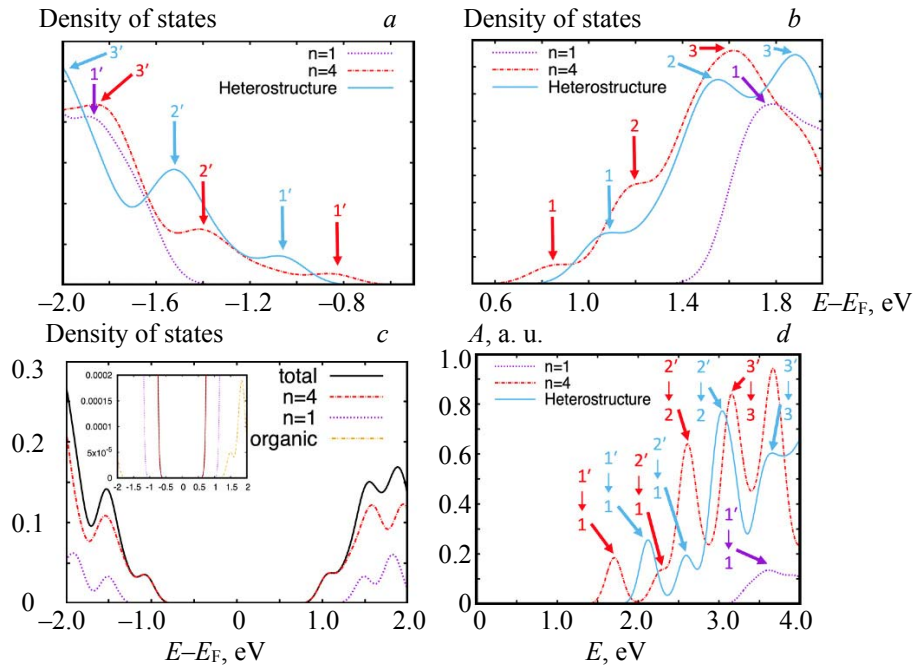 Density of states a
3′
1′ 3′
n=1
n=4
Heterostructure
2′
2′
1′
1′
–2.0 –1.6 –1.2 –0.8
Density of states b
n=1
n=4
Heterostructure
3 3
2 1
2
1
1
0.6 1.0 1.4 1.8 E–E_F, eV
Density of states c
0.3
0.2
0.1
0
total
n=4
n=1
organic
0.0002
0.00015
0.0001
5x10⁻⁵
0
-2 -1.5 -1 -0.5 0 0.5 1 1.5 2
–2.0 –1.0 0 1.0 2.0
E–E_F, eV
A, a. u. d
1.0
0.8
0.6
0.4
0.2
0
n=1
n=4
Heterostructure
2′ 2′ 3′ 3′
2 2 3 3
1′ 1′ 2′ 2′
1 1 1 1
1′
1
0 1.0 2.0 3.0 4.0
E, eV